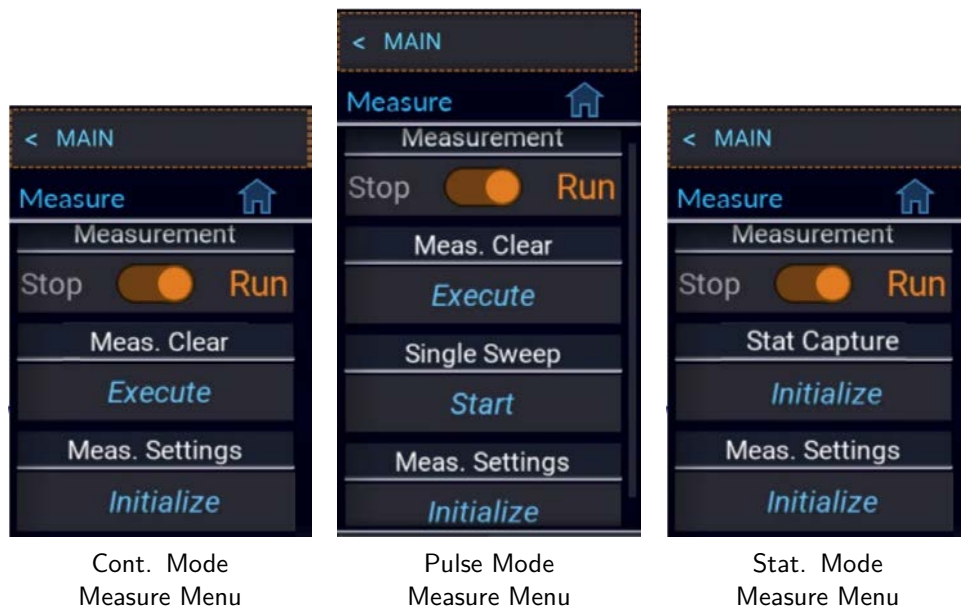 < MAIN
Measure
Measurement
Stop Run
Meas. Clear
Execute
Meas. Settings
Initialize
Cont. Mode
Measure Menu
< MAIN
Measure
Measurement
Stop Run
Meas. Clear
Execute
Single Sweep
Start
Meas. Settings
Initialize
Pulse Mode
Measure Menu
< MAIN
Measure
Measurement
Stop Run
Stat Capture
Initialize
Meas. Settings
Initialize
Stat. Mode
Measure Menu